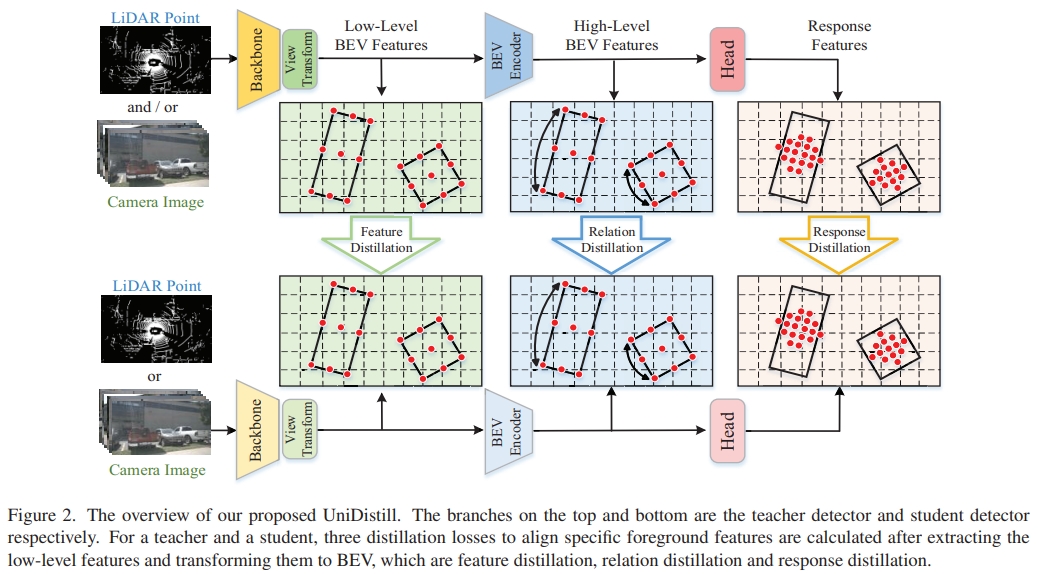 LiDAR Point
and / or
Camera Image
Backbone
View
Transform
Low-Level
BEV Features
BEV
Encoder
High-Level
BEV Features
Head
Response
Features
Feature
Distillation
Relation
Distillation
Response
Distillation
LiDAR Point
or
Camera Image
Backbone
View
Transform
BEV
Encoder
Head
Figure 2. The overview of our proposed UniDistill. The branches on the top and bottom are the teacher detector and student detector
respectively. For a teacher and a student, three distillation losses to align specific foreground features are calculated after extracting the
low-level features and transforming them to BEV, which are feature distillation, relation distillation and response distillation.